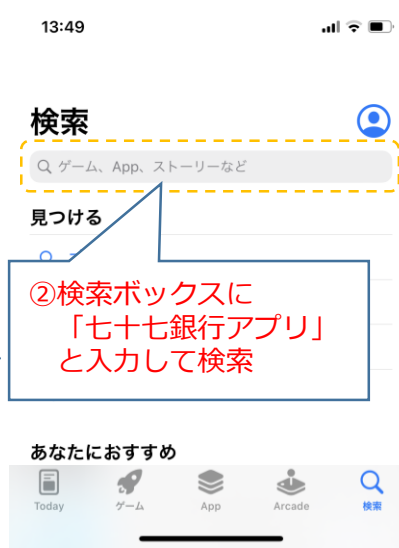 13:49
検索
ゲーム、App、ストーリーなど
見つける
②検索ボックスに
「七十七銀行アプリ」
と入力して検索
あなたにおすすめ
Today
ゲーム
App
Arcade
検索